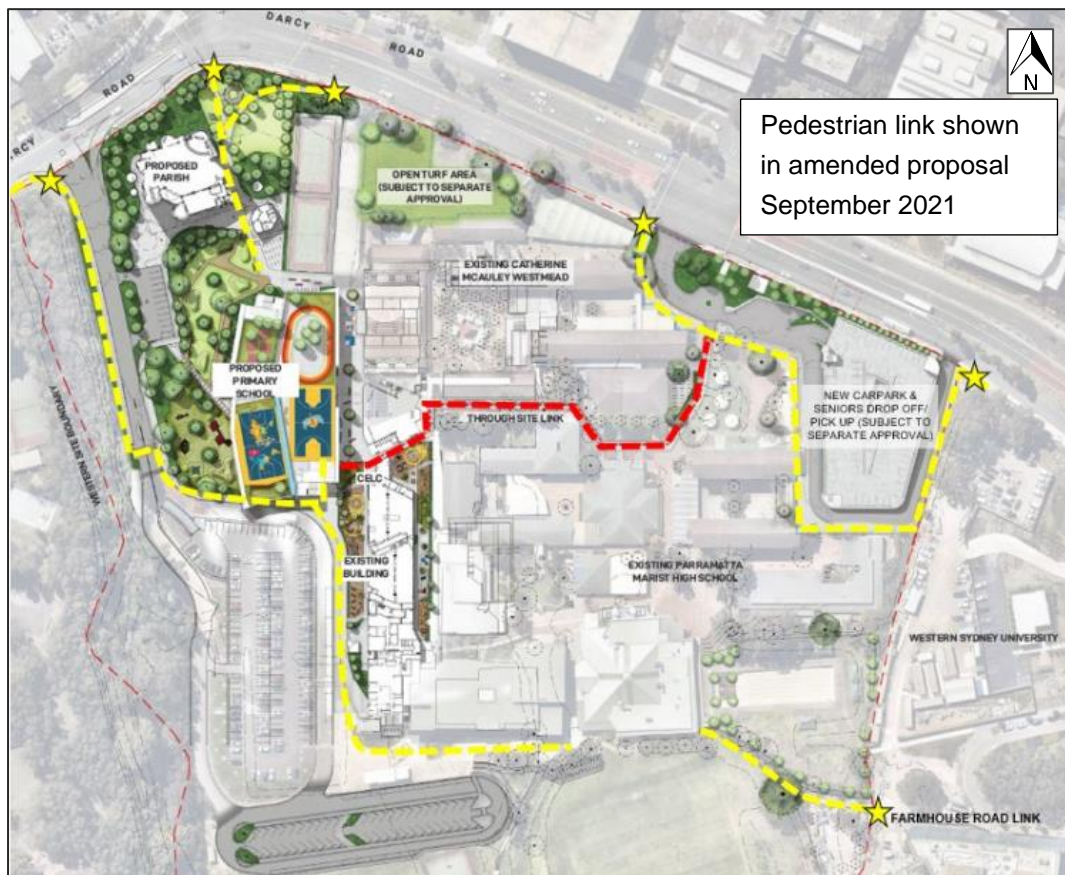 DARCY
ROAD
ROAD
DARCY
N
Pedestrian link shown
in amended proposal
September 2021
PROPOSED
PARISH
OPEN TURF AREA
(SUBJECT TO SEPARATE
APPROVAL)
EXISTING CATHERINE
MCAULEY WESTMEAD
PROPOSED
PRIMARY
SCHOOL
NEW CARPARK &
SENIORS DROP OFF/
PICK UP (SUBJECT TO
SEPARATE APPROVAL)
THROUGH SITE LINK
WESTERN SITE BOUNDARY
CELC
EXISTING
BUILDING
EXISTING PARRAMATTA
MARIST HIGH SCHOOL
WESTERN SYDNEY UNIVERSITY
FARMHOUSE ROAD LINK